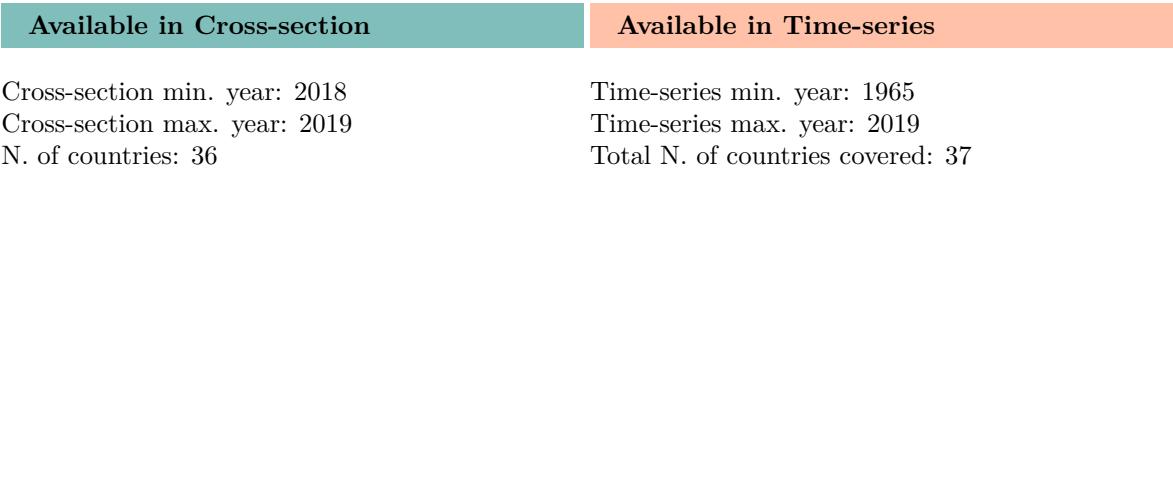 Available in Cross-section
Cross-section min. year: 2018
Cross-section max. year: 2019
N. of countries: 36
Available in Time-series
Time-series min. year: 1965
Time-series max. year: 2019
Total N. of countries covered: 37